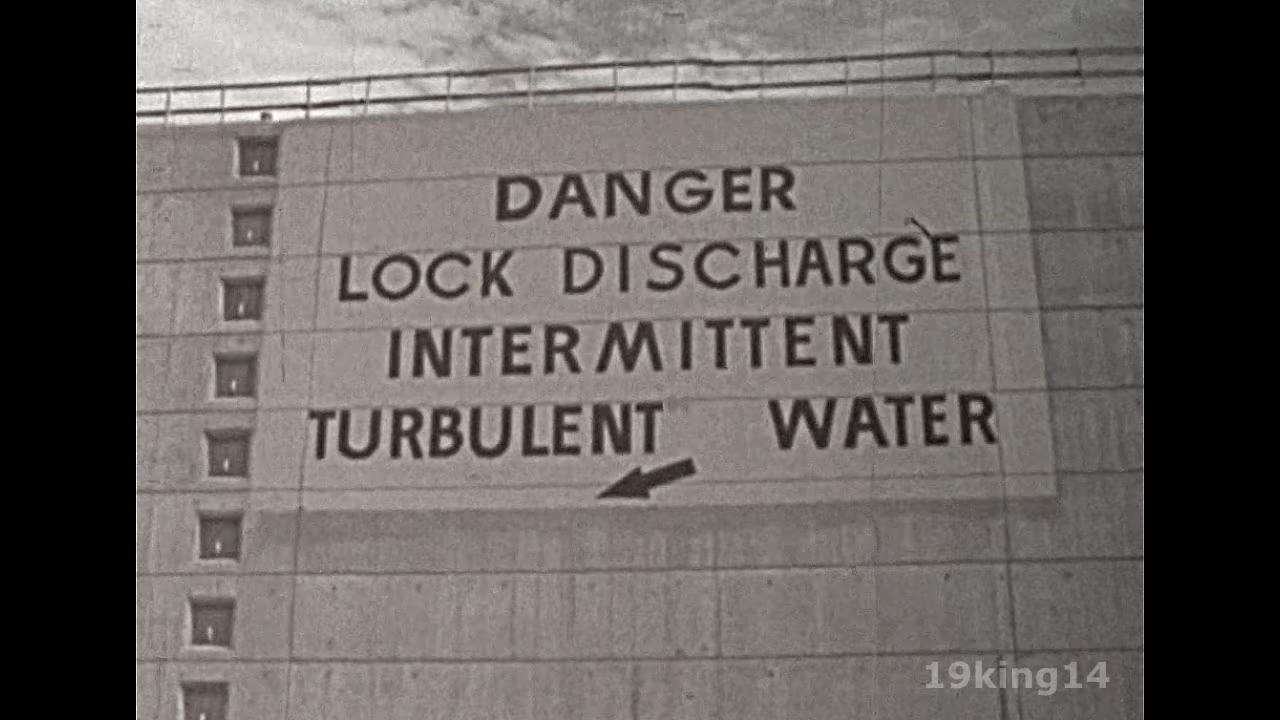 DANGER
LOCK DISCHARGE
INTERMITTENT
TURBULENT WATER
19king14